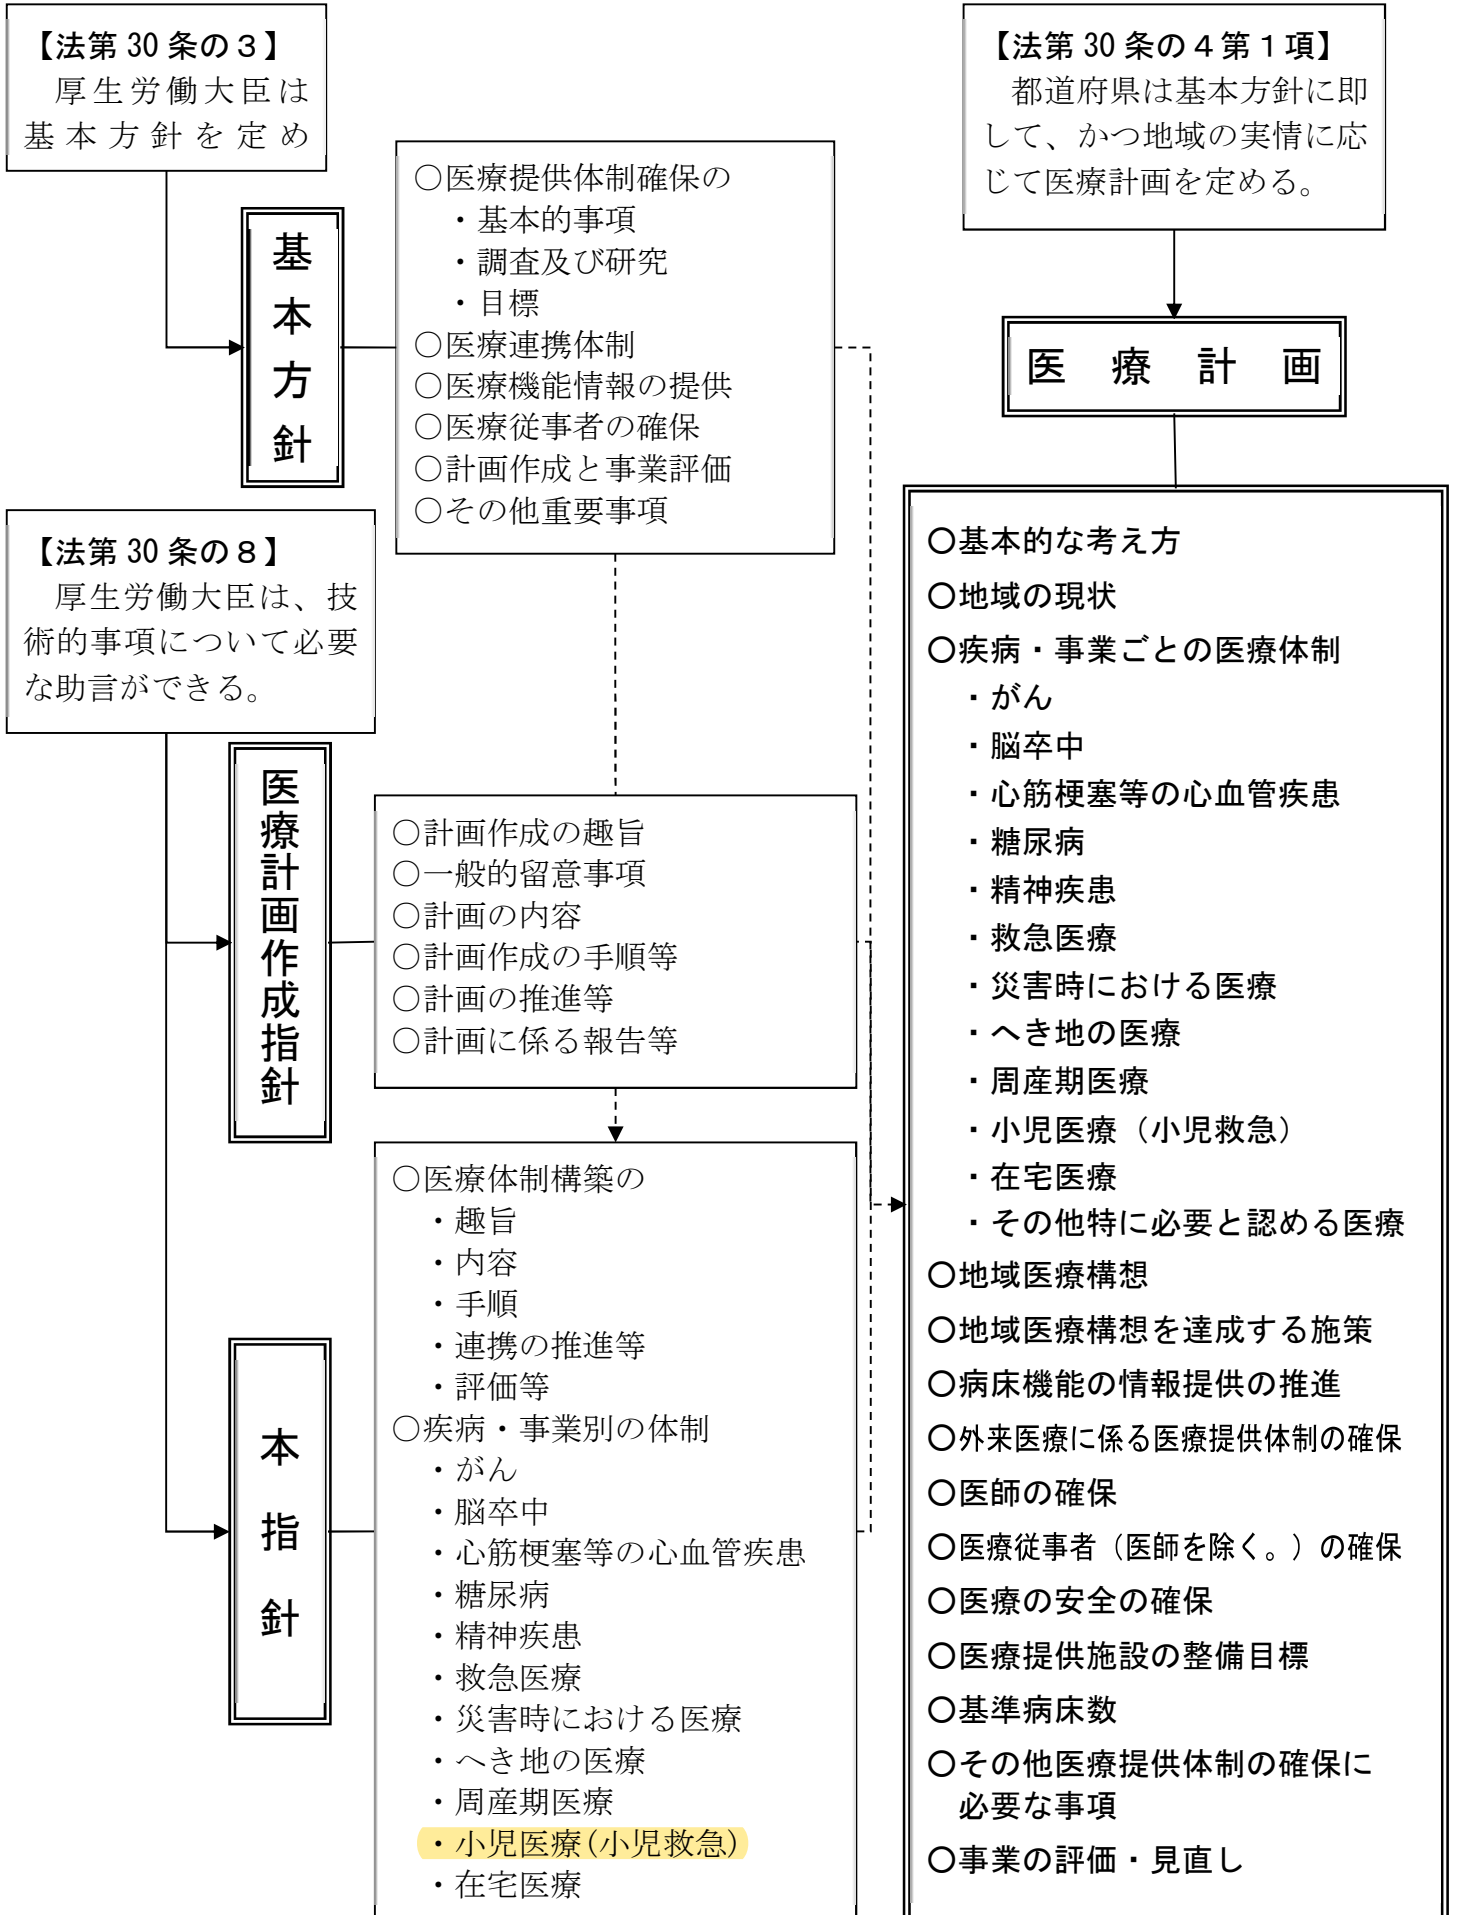 【法第30条の３】
厚生労働大臣は
基本方針を定め
基本方針
○医療提供体制確保の
・基本的事項
・調査及び研究
・目標
○医療連携体制
○医療機能情報の提供
○医療従事者の確保
○計画作成と事業評価
○その他重要事項
【法第30条の８】
厚生労働大臣は、技
術的事項について必要
な助言ができる。
医療計画作成指針
○計画作成の趣旨
○一般的留意事項
○計画の内容
○計画作成の手順等
○計画の推進等
○計画に係る報告等
本指針
○医療体制構築の
・趣旨
・内容
・手順
・連携の推進等
・評価等
○疾病・事業別の体制
・がん
・脳卒中
・心筋梗塞等の心血管疾患
・糖尿病
・精神疾患
・救急医療
・災害時における医療
・へき地の医療
・周産期医療
・小児医療(小児救急)
・在宅医療
【法第30条の４第１項】
都道府県は基本方針に即
して、かつ地域の実情に応
じて医療計画を定める。
医療計画
○基本的な考え方
○地域の現状
○疾病・事業ごとの医療体制
・がん
・脳卒中
・心筋梗塞等の心血管疾患
・糖尿病
・精神疾患
・救急医療
・災害時における医療
・へき地の医療
・周産期医療
・小児医療（小児救急）
・在宅医療
・その他特に必要と認める医療
○地域医療構想
○地域医療構想を達成する施策
○病床機能の情報提供の推進
○外来医療に係る医療提供体制の確保
○医師の確保
○医療従事者（医師を除く。）の確保
○医療の安全の確保
○医療提供施設の整備目標
○基準病床数
○その他医療提供体制の確保に
必要な事項
○事業の評価・見直し